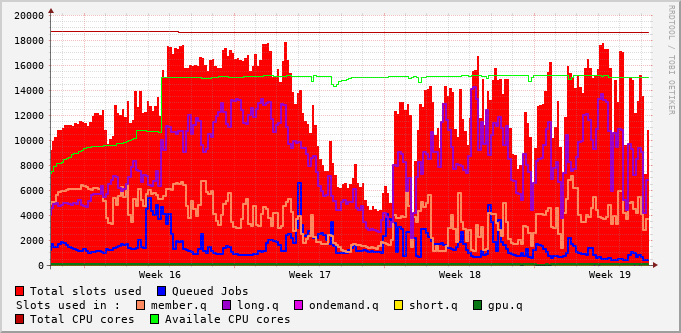 RRDTOOL / TOBI OETIKER
20000
18000
16000
14000
12000
10000
8000
6000
4000
2000
0
Week 16 Week 17 Week 18 Week 19
Total slots used Queued Jobs
Slots used in : member.q long.q ondemand.q short.q gpu.q
Total CPU cores Availale CPU cores